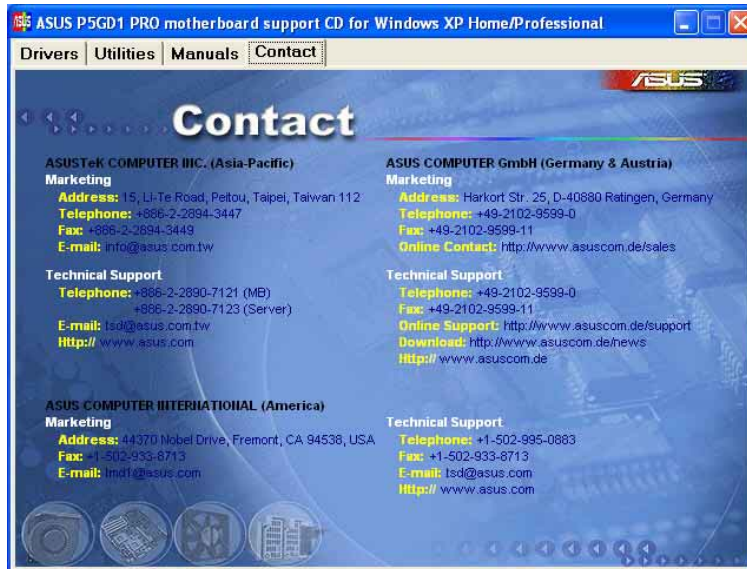 ASUS P5GD1 PRO motherboard support CD for Windows XP Home/Professional
Drivers Utilities Manuals Contact
ASUS
Contact
ASUSTeK COMPUTER INC. (Asia-Pacific)
Marketing
Address: 15, Li-Te Road, Peitou, Taipei, Taiwan 112
Telephone: +886-2-2894-3447
Fax: +886-2-2894-3449
E-mail: info@asus.com.tw
Technical Support
Telephone: +886-2-2890-7121 (MB)
+886-2-2890-7123 (Server)
E-mail: tsd@asus.com.tw
Http:// www.asus.com
ASUS COMPUTER GmbH (Germany & Austria)
Marketing
Address: Harkort Str. 25, D-40880 Ratingen, Germany
Telephone: +49-2102-9599-0
Fax: +49-2102-9599-11
Online Contact: http://www.asuscom.de/sales
Technical Support
Telephone: +49-2102-9599-0
Fax: +49-2102-9599-11
Online Support: http://www.asuscom.de/support
Download: http://www.asuscom.de/news
Http:// www.asuscom.de
ASUS COMPUTER INTERNATIONAL (America)
Marketing
Address: 44370 Nobel Drive, Fremont, CA 94538, USA
Fax: +1-502-933-8713
E-mail: tmd1@asus.com
Technical Support
Telephone: +1-502-995-0883
Fax: +1-502-933-8713
E-mail: tsd@asus.com
Http:// www.asus.com